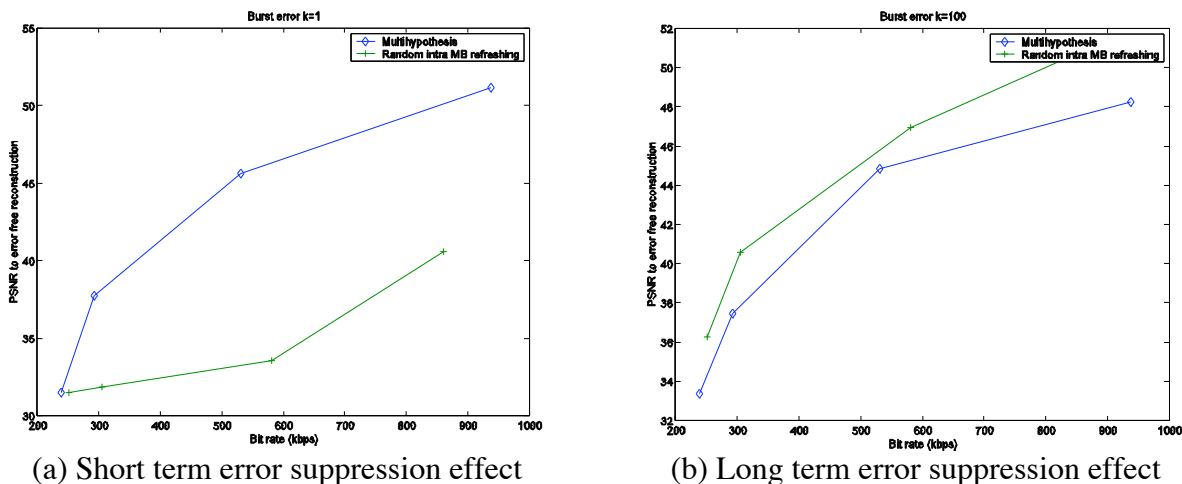 Burst error k=1
55
50
45
40
35
30
PSNR to error free reconstruction
Multihypothesis
Random intra MB refreshing
200 300 400 500 600 700 800 900 1000
Bit rate (kbps)
(a) Short term error suppression effect
Burst error k=100
52
50
48
46
44
42
40
38
36
34
32
PSNR to error free reconstruction
Multihypothesis
Random intra MB refreshing
200 300 400 500 600 700 800 900 1000
Bit rate (kbps)
(b) Long term error suppression effect